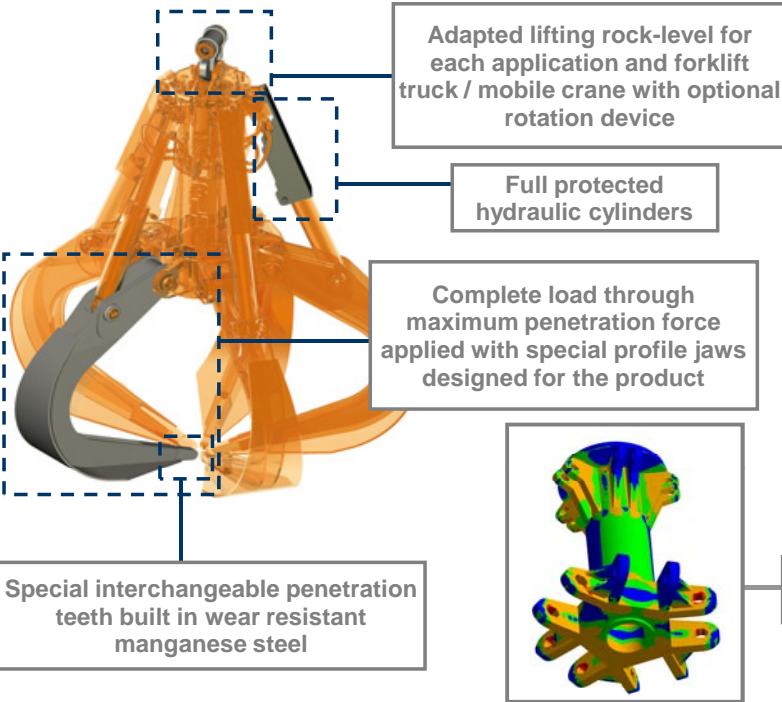 Adapted lifting rock-level for
each application and forklift
truck / mobile crane with optional
rotation device
Full protected
hydraulic cylinders
Complete load through
maximum penetration force
applied with special profile jaws
designed for the product
Special interchangeable penetration
teeth built in wear resistant
manganese steel